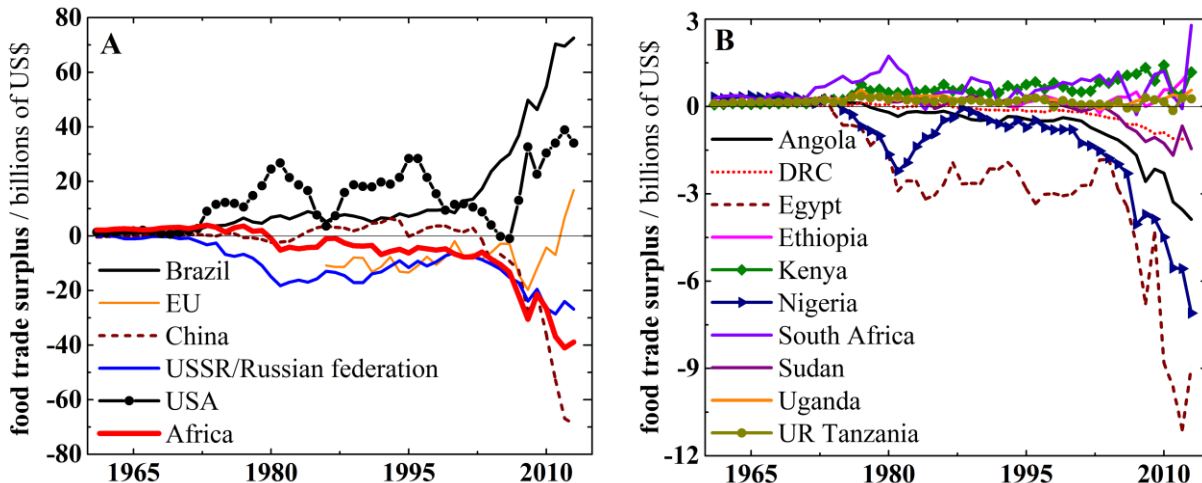 A
food trade surplus / billions of US$
80
60
40
20
0
-20
-40
-60
-80
Brazil
EU
China
USSR/Russian federation
USA
Africa
1965
1980
1995
2010
B
food trade surplus / billions of US$
3
0
-3
-6
-9
-12
Angola
DRC
Egypt
Ethiopia
Kenya
Nigeria
South Africa
Sudan
Uganda
UR Tanzania
1965
1980
1995
2010